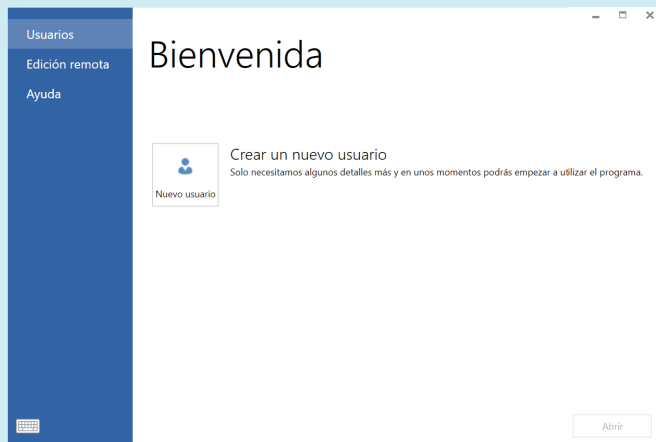 Usuarios
Edición remota
Ayuda
Bienvenida
Crear un nuevo usuario
Solo necesitamos algunos detalles más y en unos momentos podrás empezar a utilizar el programa.
Nuevo usuario
Abrir